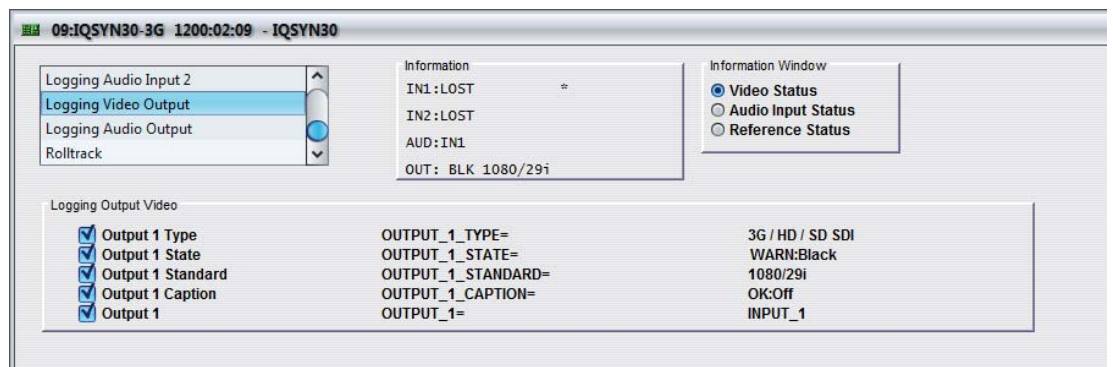 09:IQSYN30-3G 1200:02:09 - IQSYN30
Logging Audio Input 2
Logging Video Output
Logging Audio Output
Rolltrack
Information
IN1:LOST *
IN2:LOST
AUD:IN1
OUT: BLK 1080/29i
Information Window
Video Status
Audio Input Status
Reference Status
Logging Output Video
Output 1 Type OUTPUT_1_TYPE= 3G / HD / SD SDI
Output 1 State OUTPUT_1_STATE= WARN:Black
Output 1 Standard OUTPUT_1_STANDARD= 1080/29i
Output 1 Caption OUTPUT_1_CAPTION= OK:Off
Output 1 OUTPUT_1= INPUT_1